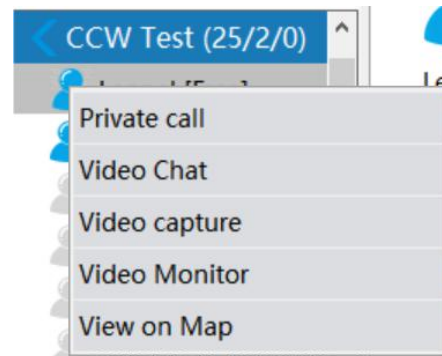 CCW Test (25/2/0)
Private call
Video Chat
Video capture
Video Monitor
View on Map